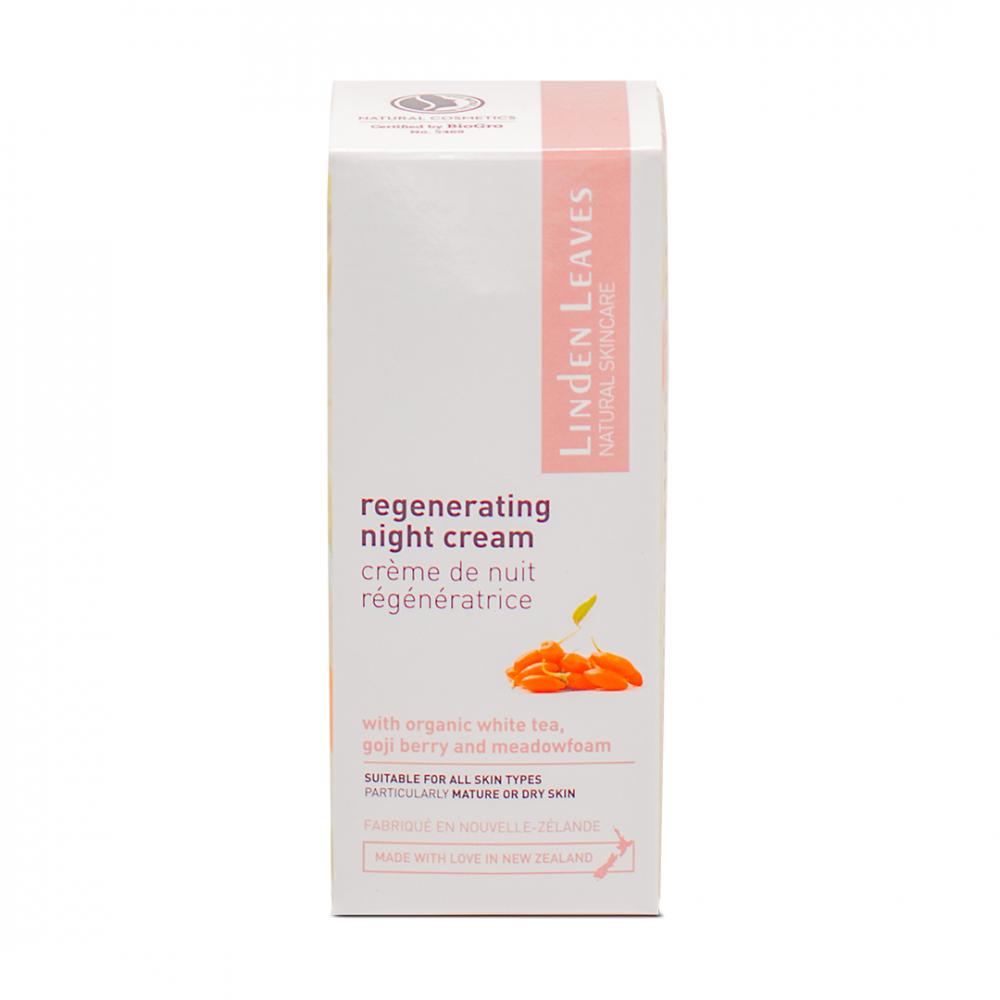 NATURAL COSMETICS
Certified by BioGro
LINDEN LEAVES
NATURAL SKINCARE
regenerating
night cream
crème de nuit
régénératrice
with organic white tea,
goji berry and meadowfoam
SUITABLE FOR ALL SKIN TYPES
PARTICULARLY MATURE OR DRY SKIN
FABRIQUÉ EN NOUVELLE-ZÉLANDE
MADE WITH LOVE IN NEW ZEALAND